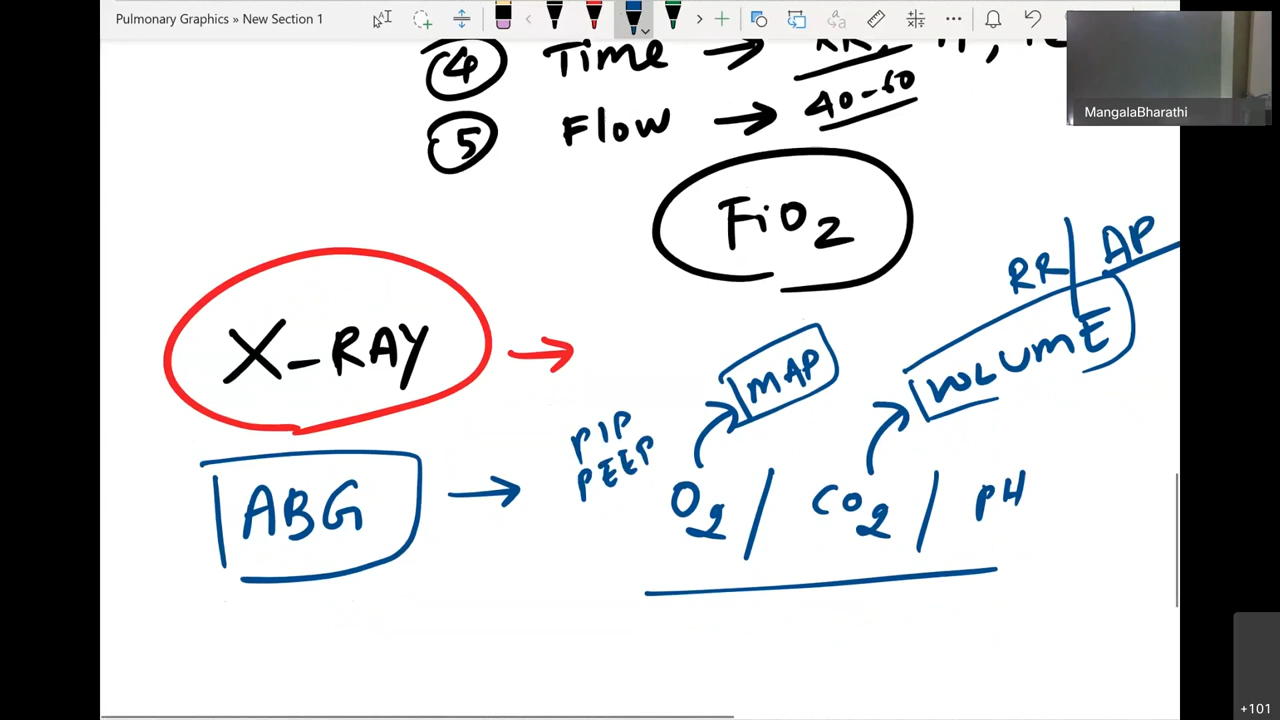 Pulmonary Graphics » New Section 1
4 Time → RR,
5 Flow → 40-60
MangalaBharathi
FiO2
RR | AP
X-RAY →
MAP
VOLUME
PIP
PEEP
ABG → O2 / CO2 / PH
+101